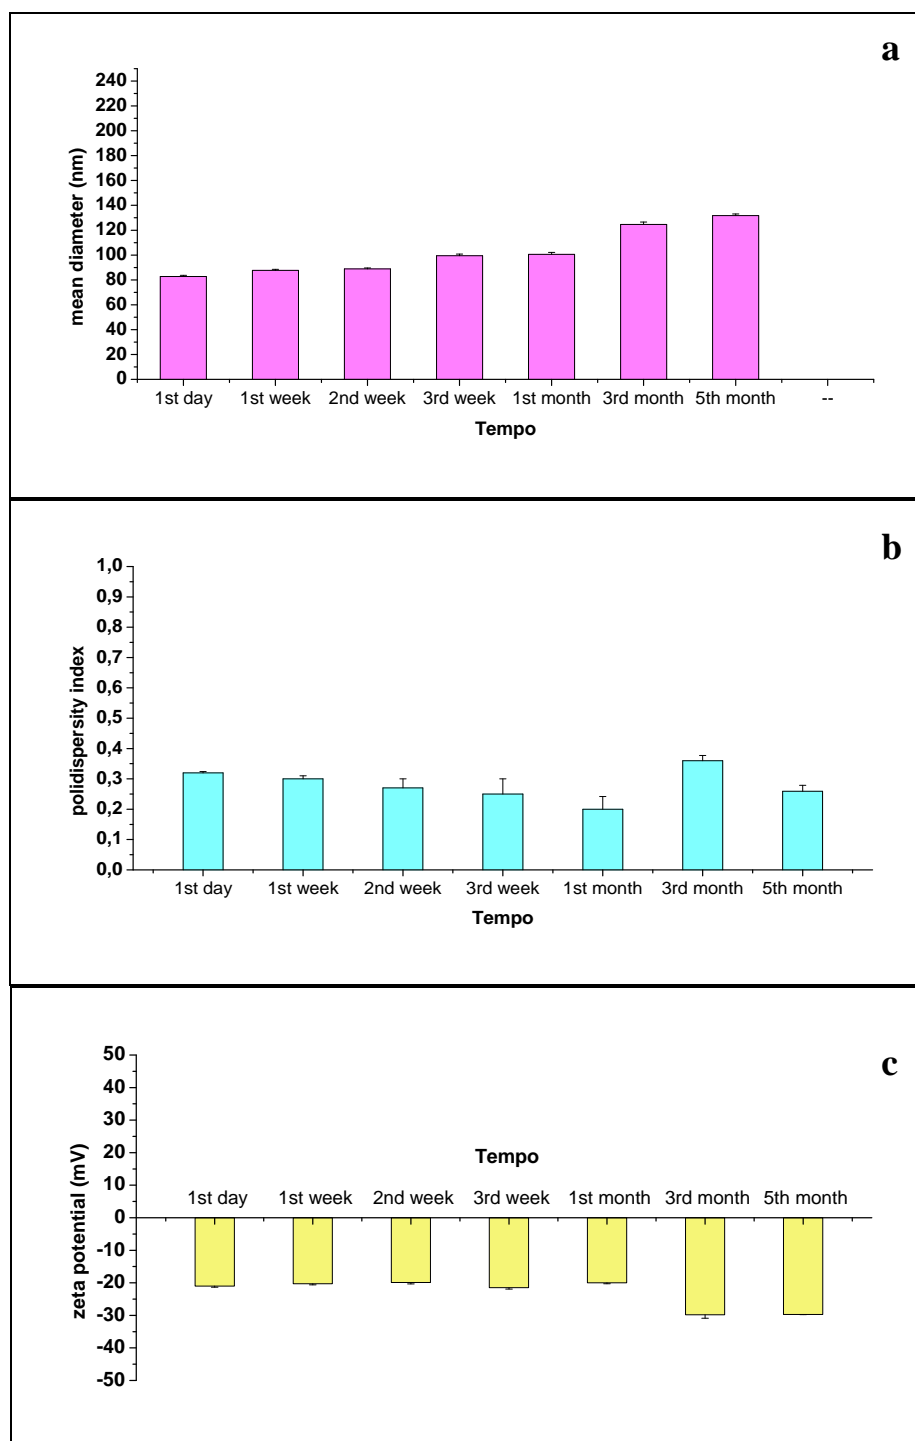 a
240
220
200
180
160
140
120
100
80
60
40
20
0
mean diameter (nm)
1st day 1st week 2nd week 3rd week 1st month 3rd month 5th month --
Tempo
b
1,0
0,9
0,8
0,7
0,6
0,5
0,4
0,3
0,2
0,1
0,0
polidispersity index
1st day 1st week 2nd week 3rd week 1st month 3rd month 5th month
Tempo
c
50
40
30
20
10
0
-10
-20
-30
-40
-50
zeta potential (mV)
Tempo
1st day 1st week 2nd week 3rd week 1st month 3rd month 5th month